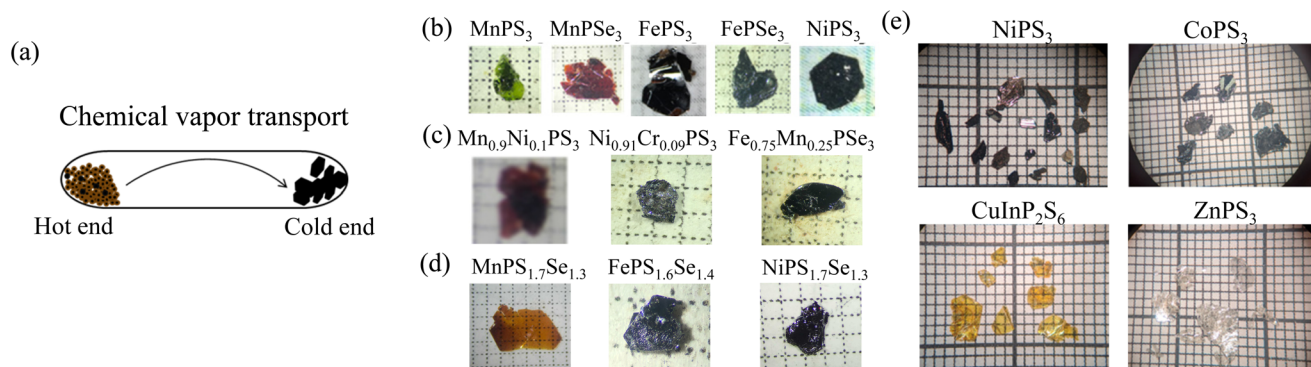 (a)
Chemical vapor transport
Hot end
Cold end
(b)
MnPS₃ MnPSe₃ FePS₃ FePSe₃ NiPS₃
(c)
Mn₀.₉Ni₀.₁PS₃ Ni₀.₉₁Cr₀.₀₉PS₃ Fe₀.₇₅Mn₀.₂₅PSe₃
(d)
MnPS₁.₇Se₁.₃ FePS₁.₆Se₁.₄ NiPS₁.₇Se₁.₃
(e)
NiPS₃ CoPS₃
CuInP₂S₆ ZnPS₃